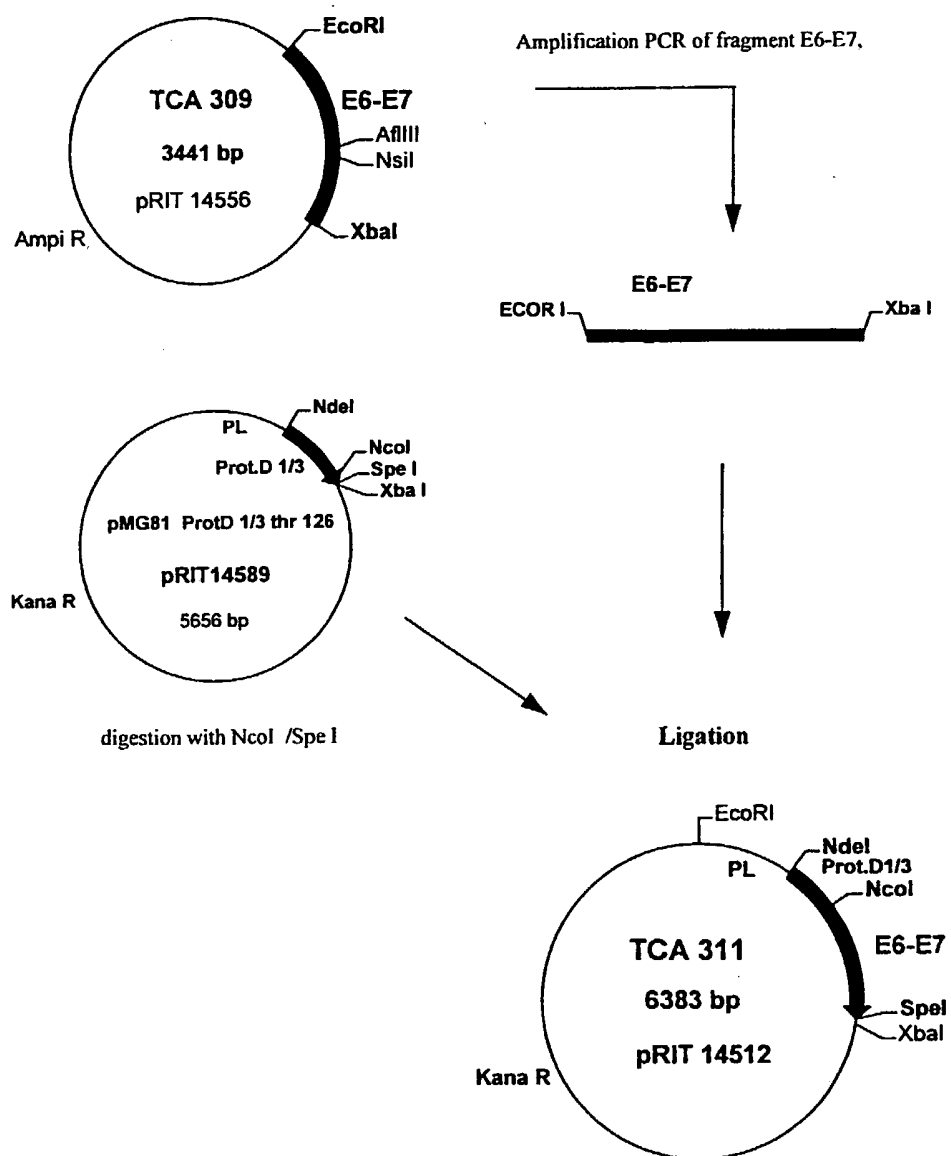 EcoRI
Amplification PCR of fragment E6-E7,
TCA 309
E6-E7
3441 bp
AflIII
NsiI
pRIT 14556
Ampi R
XbaI
E6-E7
ECOR I
Xba I
NdeI
PL
NcoI
Prot.D 1/3
Spe I
Xba I
pMG81 ProtD 1/3 thr 126
pRIT14589
Kana R
5656 bp
digestion with NcoI /Spe I
Ligation
EcoRI
NdeI
PL
Prot.D1/3
NcoI
E6-E7
TCA 311
6383 bp
SpeI
XbaI
pRIT 14512
Kana R